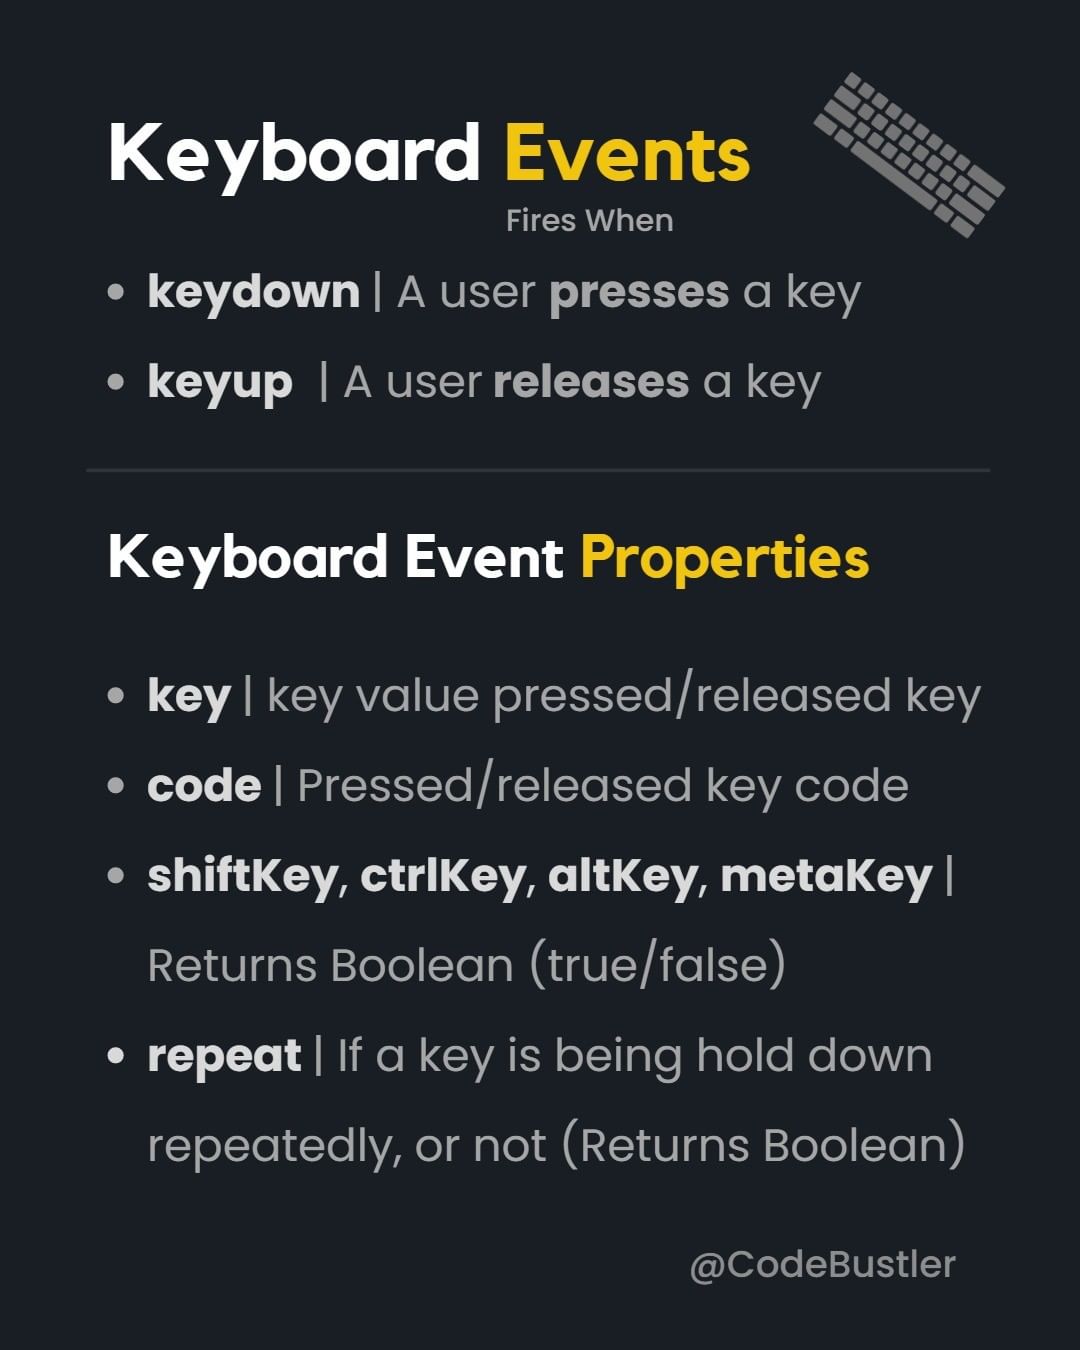 Keyboard Events
Fires When
• keydown | A user presses a key
• keyup | A user releases a key
Keyboard Event Properties
• key | key value pressed/released key
• code | Pressed/released key code
• shiftKey, ctrlKey, altKey, metaKey |
Returns Boolean (true/false)
• repeat | If a key is being hold down
repeatedly, or not (Returns Boolean)
@CodeBustler